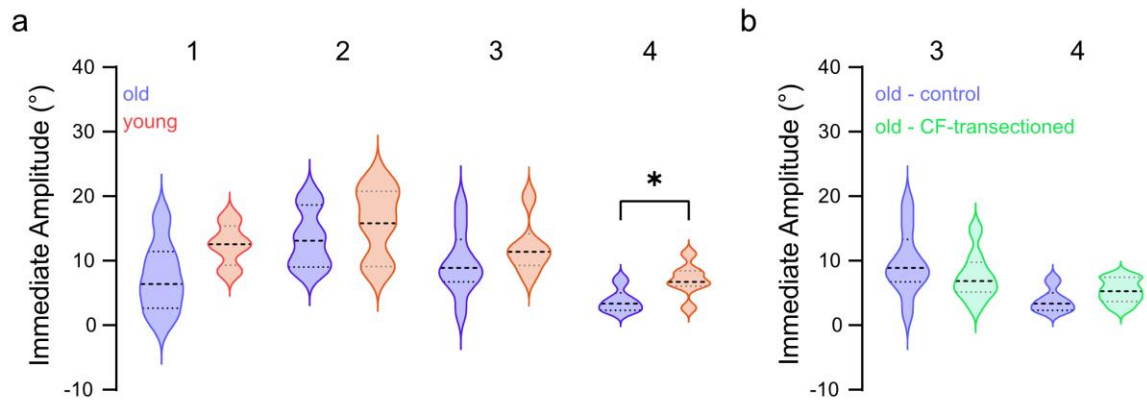 a
1 2 3 4
Immediate Amplitude (°)
40
30
20
10
0
-10
old
young
*
b
3 4
Immediate Amplitude (°)
40
30
20
10
0
-10
old - control
old - CF-transectioned